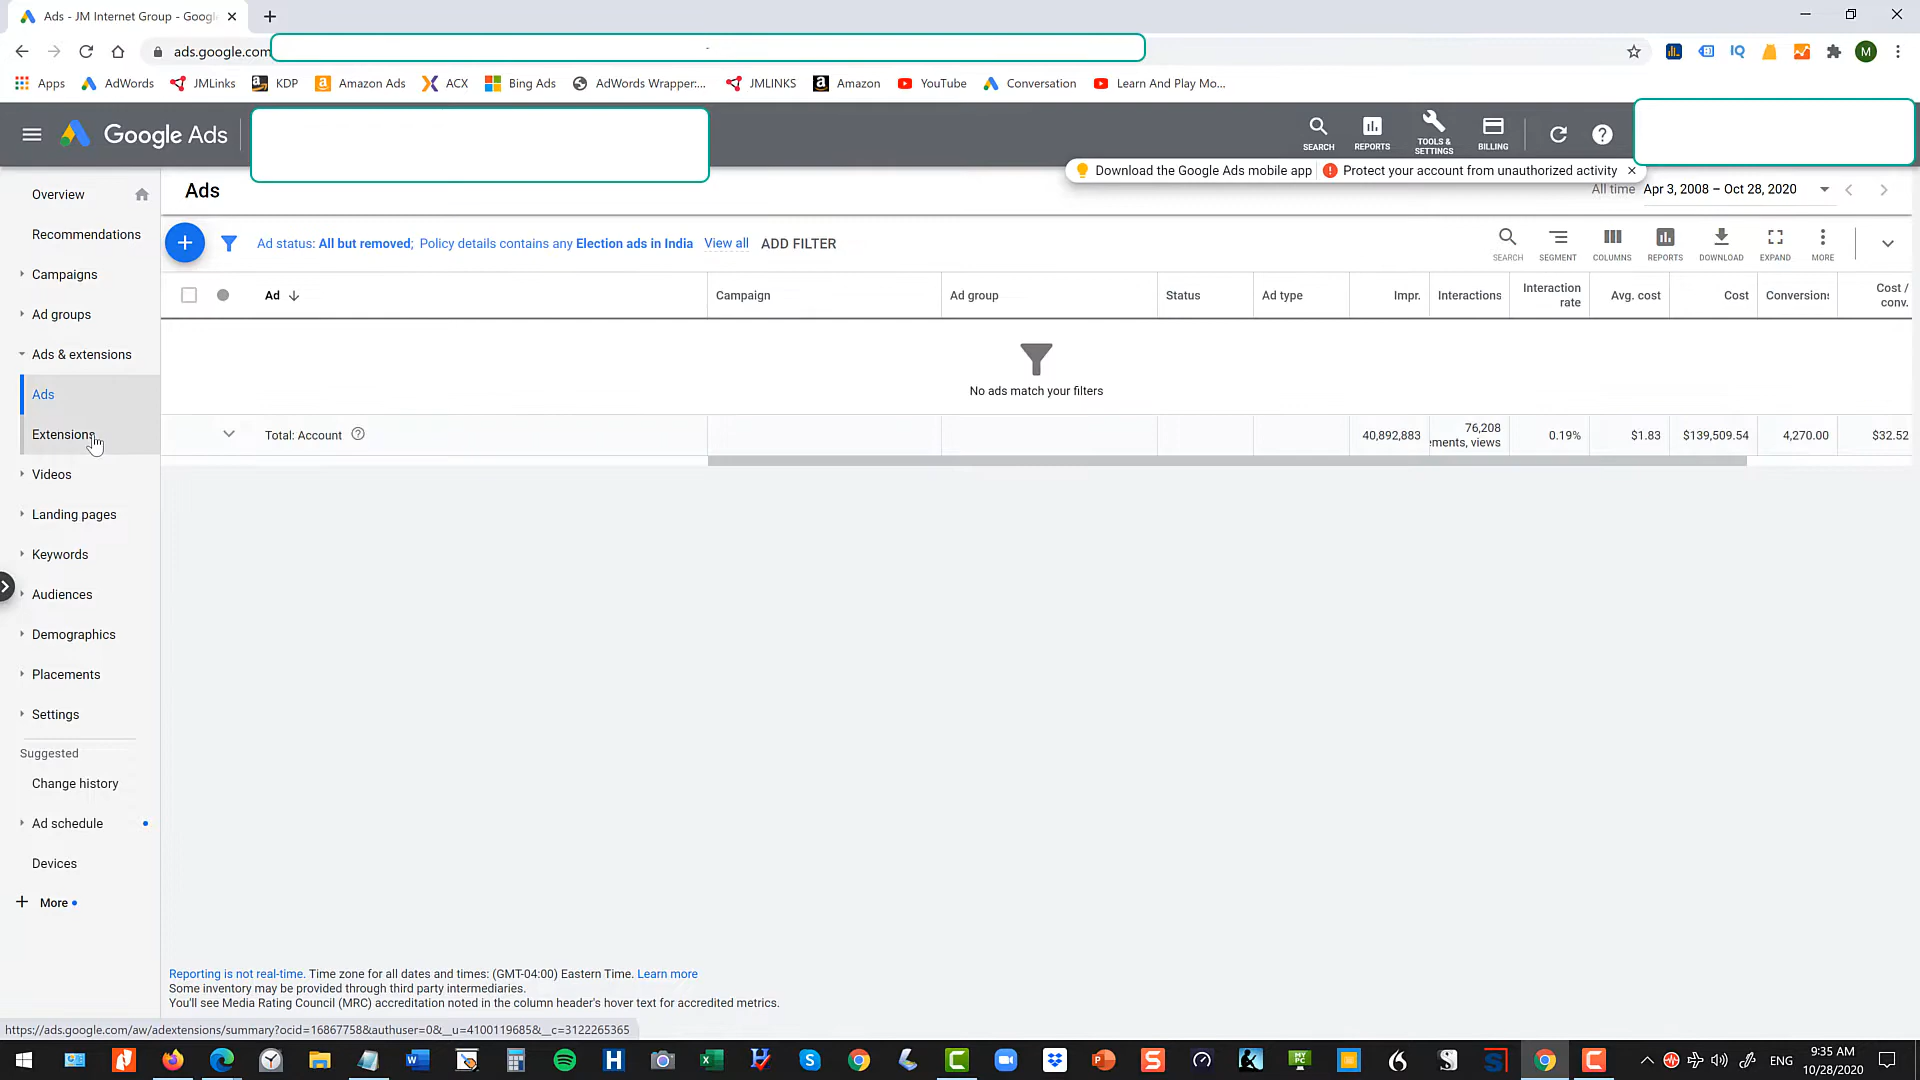 Ads - JM Internet Group - Googl
ads.google.com
Apps
AdWords
JMLinks
KDP
Amazon Ads
ACX
Bing Ads
AdWords Wrapper:...
JMLINKS
Amazon
YouTube
Conversation
Learn And Play Mo...
Google Ads
SEARCH
REPORTS
TOOLS &
SETTINGS
BILLING
Download the Google Ads mobile app
Protect your account from unauthorized activity
Overview
Ads
All time Apr 3, 2008 – Oct 28, 2020
Recommendations
Ad status: All but removed; Policy details contains any Election ads in India View all ADD FILTER
SEARCH
SEGMENT
COLUMNS
REPORTS
DOWNLOAD
EXPAND
MORE
Campaigns
Ad groups
Ads & extensions
Ads
Extensions
Videos
Landing pages
Keywords
Audiences
Demographics
Placements
Settings
Suggested
Change history
Ad schedule
Devices
More
Ad
Campaign
Ad group
Status
Ad type
Impr.
Interactions
Interaction
rate
Avg. cost
Cost
Conversions
Cost /
conv.
No ads match your filters
Total: Account
40,892,883
76,208
ements, views
0.19%
$1.83
$139,509.54
4,270.00
$32.52
Reporting is not real-time. Time zone for all dates and times: (GMT-04:00) Eastern Time. Learn more
Some inventory may be provided through third party intermediaries.
You'll see Media Rating Council (MRC) accreditation noted in the column header's hover text for accredited metrics.
https://ads.google.com/aw/adextensions/summary?ocid=16867758&authuser=0&__u=4100119685&__c=3122265365
ENG
9:35 AM
10/28/2020